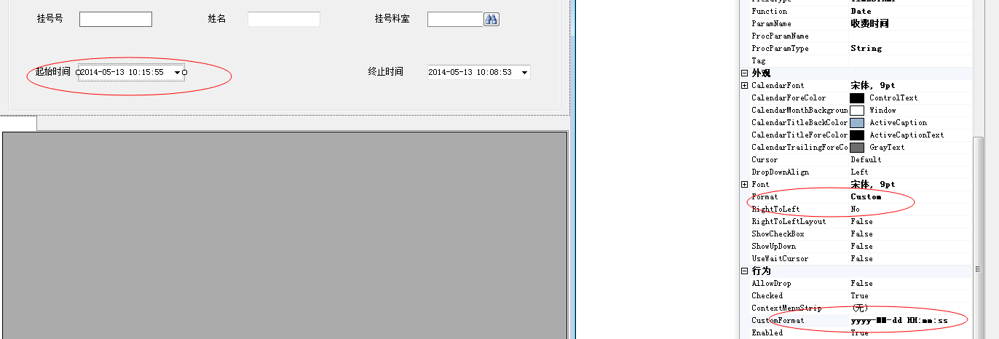 挂号号 姓名 挂号科室
起始时间 2014-05-13 10:15:55 终止时间 2014-05-13 10:08:53
Function Date
ParamName 收费时间
ProcParamName
ProcParamType String
Tag
外观
CalendarFont 宋体, 9pt
CalendarForeColor ControlText
CalendarMonthBackgroun Window
CalendarTitleBackColor ActiveCaption
CalendarTitleForeColor ActiveCaptionText
CalendarTrailingForeCo GrayText
Cursor Default
DropDownAlign Left
Font 宋体, 9pt
Format Custom
RightToLeft No
RightToLeftLayout False
ShowCheckBox False
ShowUpDown False
UseWaitCursor False
行为
AllowDrop False
Checked True
ContextMenuStrip (无)
CustomFormat yyyy-MM-dd HH:mm:ss
Enabled True